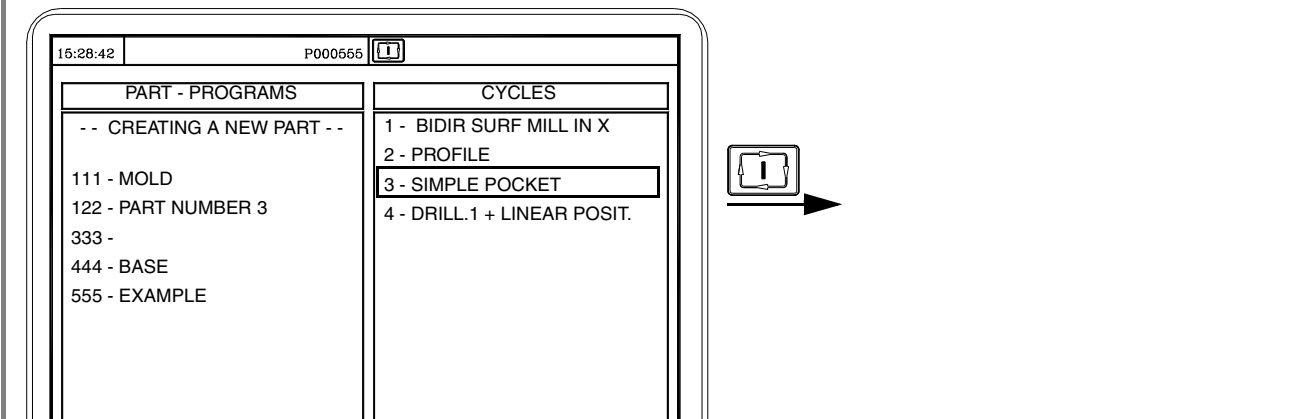 15:28:42
P000555
PART - PROGRAMS
- - CREATING A NEW PART - -
111 - MOLD
122 - PART NUMBER 3
333 -
444 - BASE
555 - EXAMPLE
CYCLES
1 - BIDIR SURF MILL IN X
2 - PROFILE
3 - SIMPLE POCKET
4 - DRILL.1 + LINEAR POSIT.